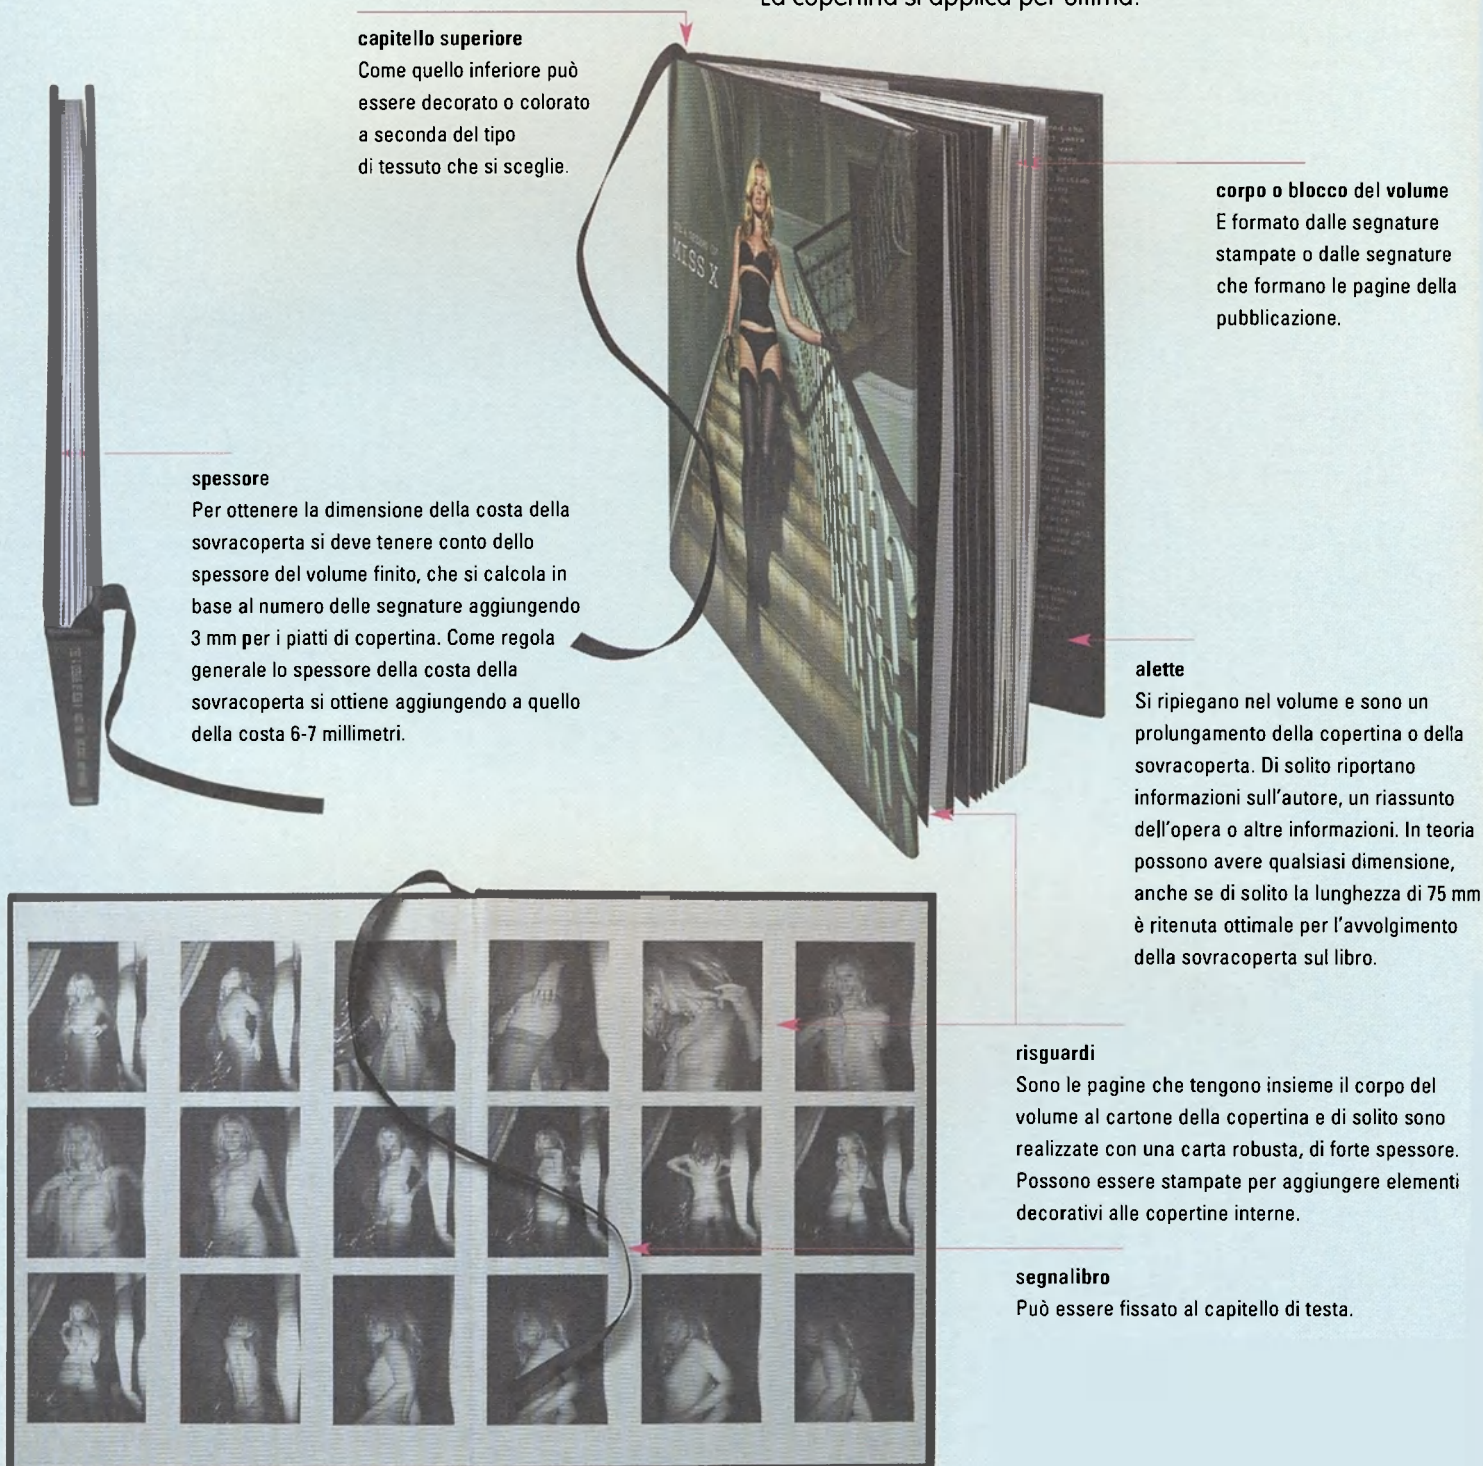 La copertina si applica per ultima.
capitello superiore
Come quello inferiore può
essere decorato o colorato
a seconda del tipo
di tessuto che si sceglie.
corpo o blocco del volume
E formato dalle segnature
stampate o dalle segnature
che formano le pagine della
pubblicazione.
MISS X
spessore
Per ottenere la dimensione della costa della
sovracoperta si deve tenere conto dello
spessore del volume finito, che si calcola in
base al numero delle segnature aggiungendo
3 mm per i piatti di copertina. Come regola
generale lo spessore della costa della
sovracoperta si ottiene aggiungendo a quello
della costa 6-7 millimetri.
alette
Si ripiegano nel volume e sono un
prolungamento della copertina o della
sovracoperta. Di solito riportano
informazioni sull'autore, un riassunto
dell'opera o altre informazioni. In teoria
possono avere qualsiasi dimensione,
anche se di solito la lunghezza di 75 mm
è ritenuta ottimale per l'avvolgimento
della sovracoperta sul libro.
risguardi
Sono le pagine che tengono insieme il corpo del
volume al cartone della copertina e di solito sono
realizzate con una carta robusta, di forte spessore.
Possono essere stampate per aggiungere elementi
decorativi alle copertine interne.
segnalibro
Può essere fissato al capitello di testa.